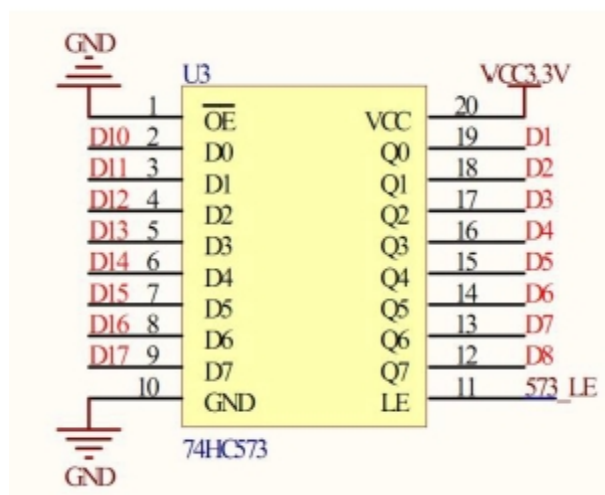 GND
U3
VCC3.3V
1
OE
VCC
20
D10 2
D0
Q0
19
D1
D11 3
D1
Q1
18
D2
D12 4
D2
Q2
17
D3
D13 5
D3
Q3
16
D4
D14 6
D4
Q4
15
D5
D15 7
D5
Q5
14
D6
D16 8
D6
Q6
13
D7
D17 9
D7
Q7
12
D8
10
GND
LE
11
573_LE
74HC573
GND